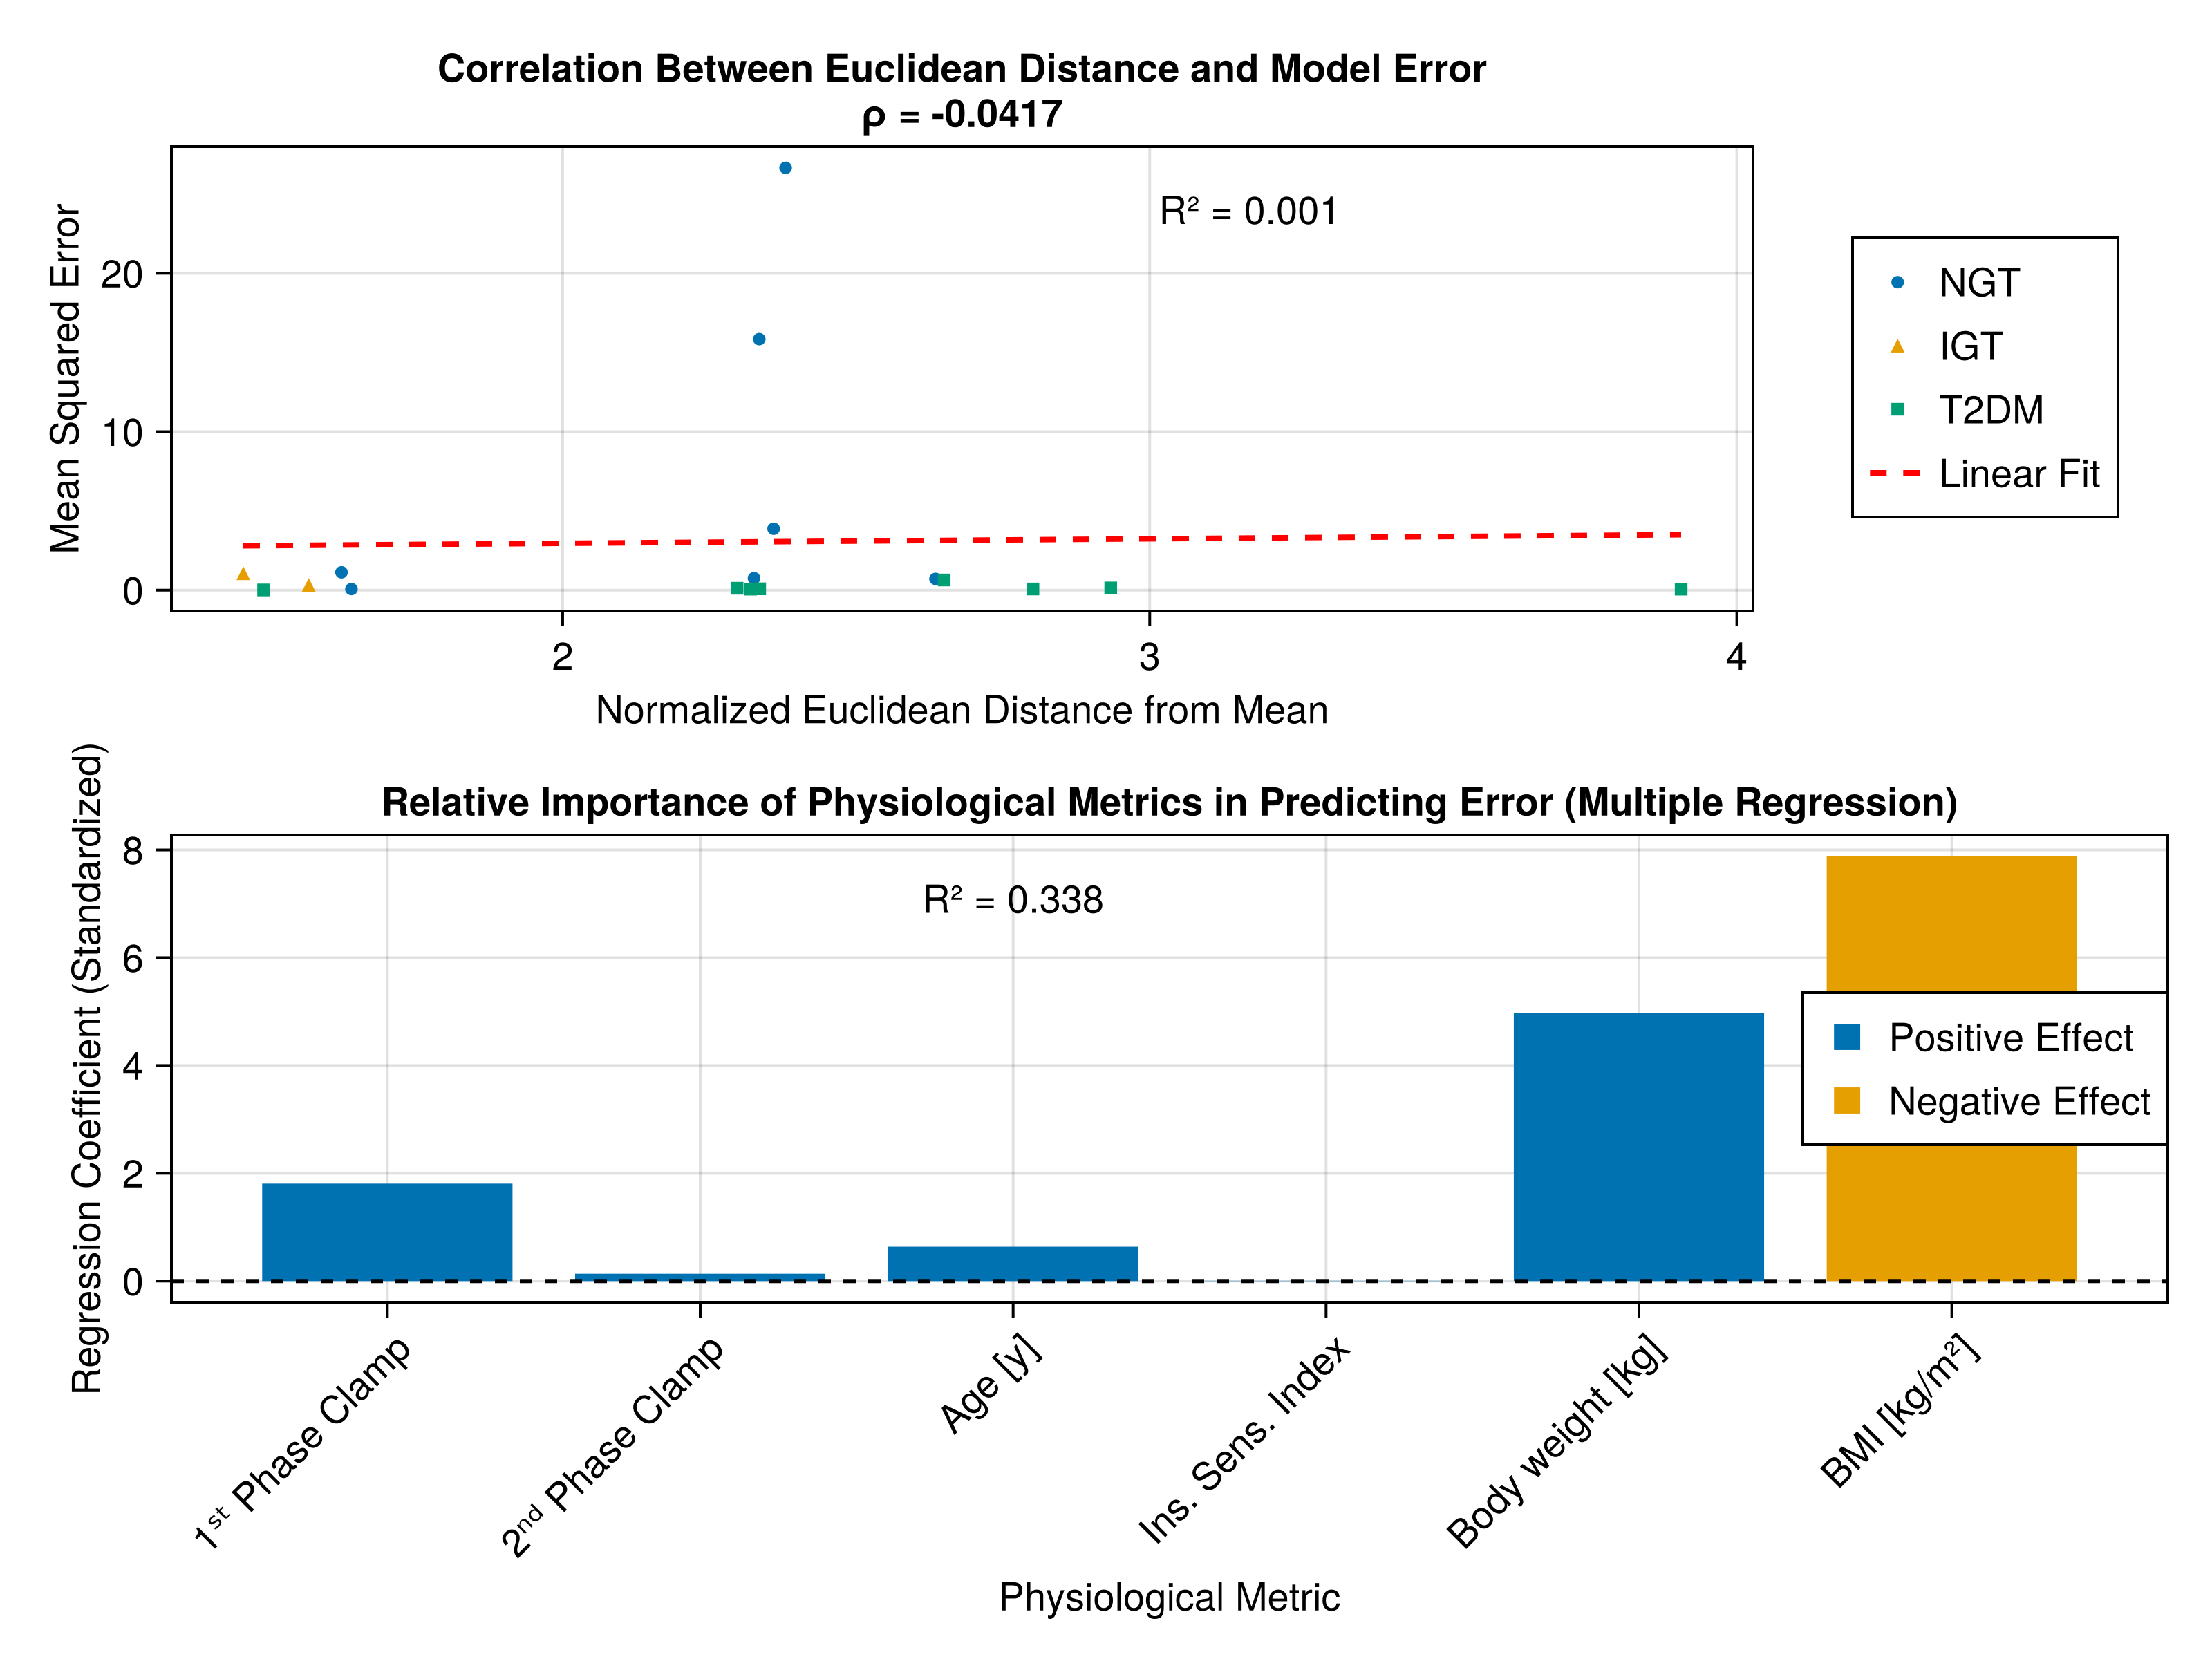 Correlation Between Euclidean Distance and Model Error
ρ = -0.0417
R² = 0.001
Mean Squared Error
20
10
0
2
3
4
Normalized Euclidean Distance from Mean
NGT
IGT
T2DM
Linear Fit
Relative Importance of Physiological Metrics in Predicting Error (Multiple Regression)
R² = 0.338
Regression Coefficient (Standardized)
8
6
4
2
0
Positive Effect
Negative Effect
1ˢᵗ Phase Clamp
2ⁿᵈ Phase Clamp
Age [y]
Ins. Sens. Index
Body weight [kg]
BMI [kg/m²]
Physiological Metric